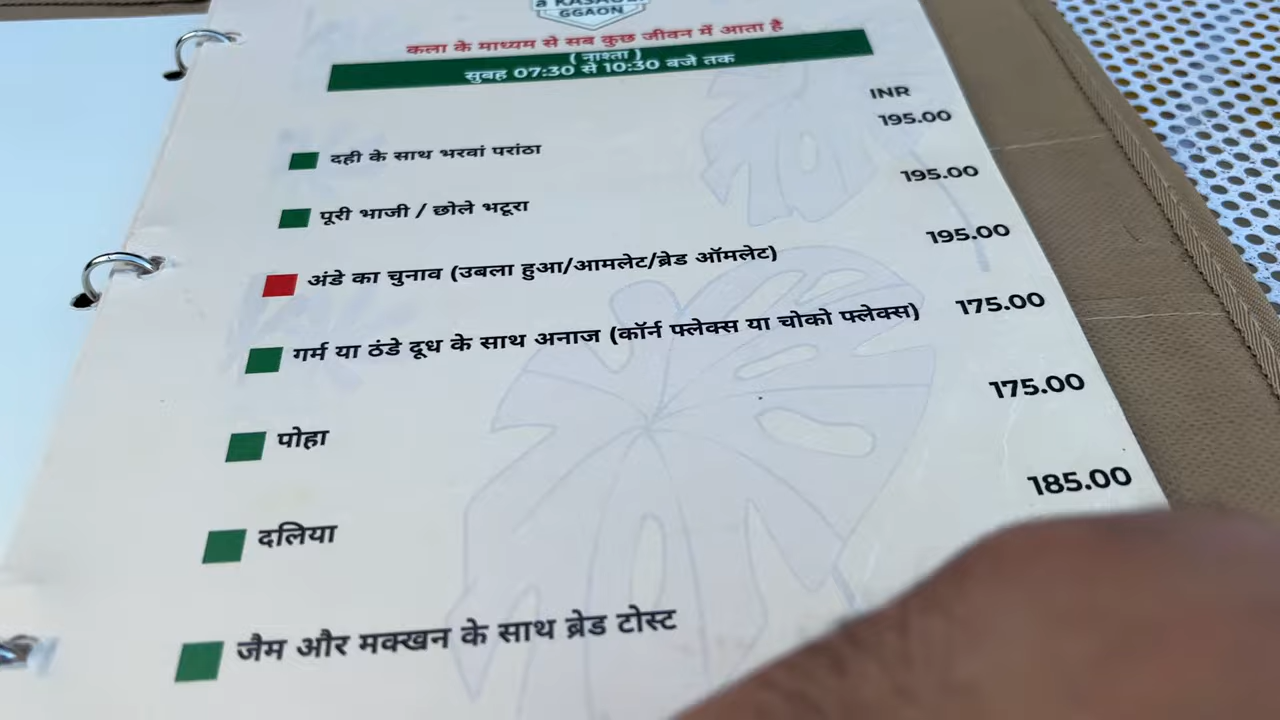 GGAON
कला के माध्यम से सब कुछ जीवन में आता है
( नाश्ता )
सुबह 07:30 से 10:30 बजे तक
INR
दही के साथ भरवां परांठा 195.00
पूरी भाजी / छोले भटूरा 195.00
अंडे का चुनाव (उबला हुआ/आमलेट/ब्रेड ऑमलेट) 195.00
गर्म या ठंडे दूध के साथ अनाज (कॉर्न फ्लेक्स या चोको फ्लेक्स) 175.00
पोहा 175.00
दलिया 185.00
जैम और मक्खन के साथ ब्रेड टोस्ट